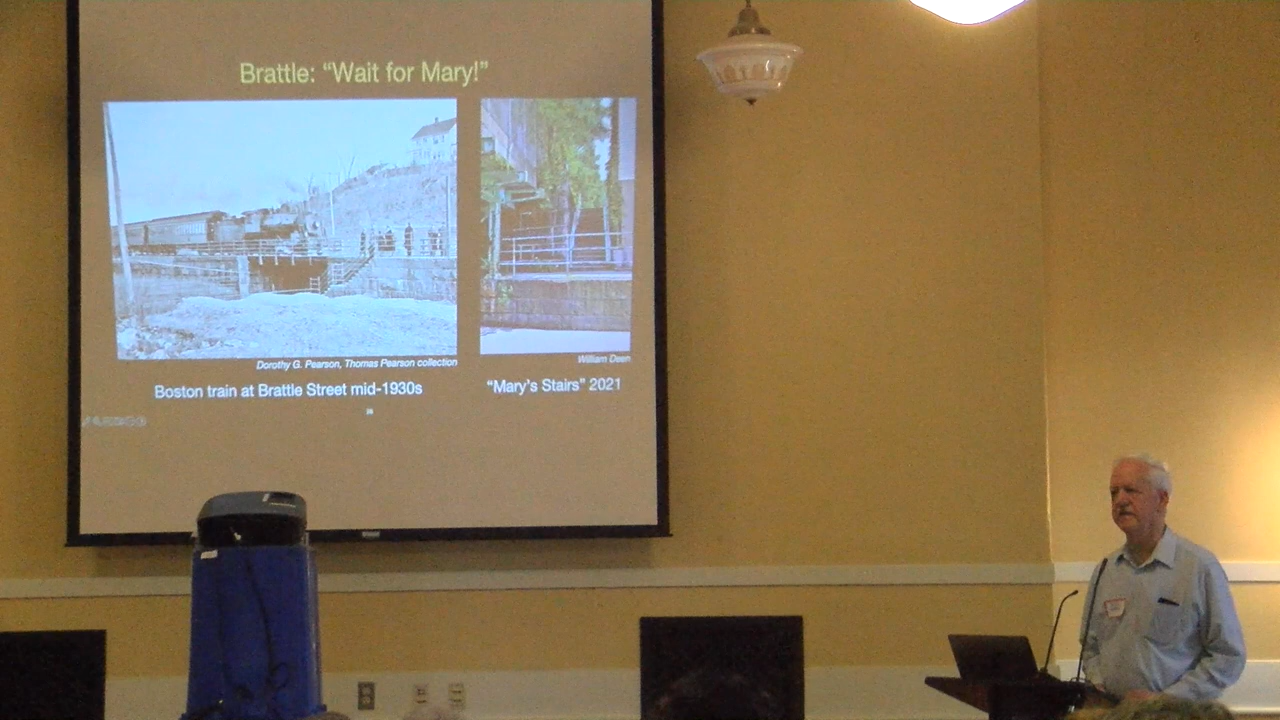 Brattle: “Wait for Mary!”
Dorothy G. Pearson, Thomas Pearson collection
William Deen
Boston train at Brattle Street mid-1930s
“Mary’s Stairs” 2021